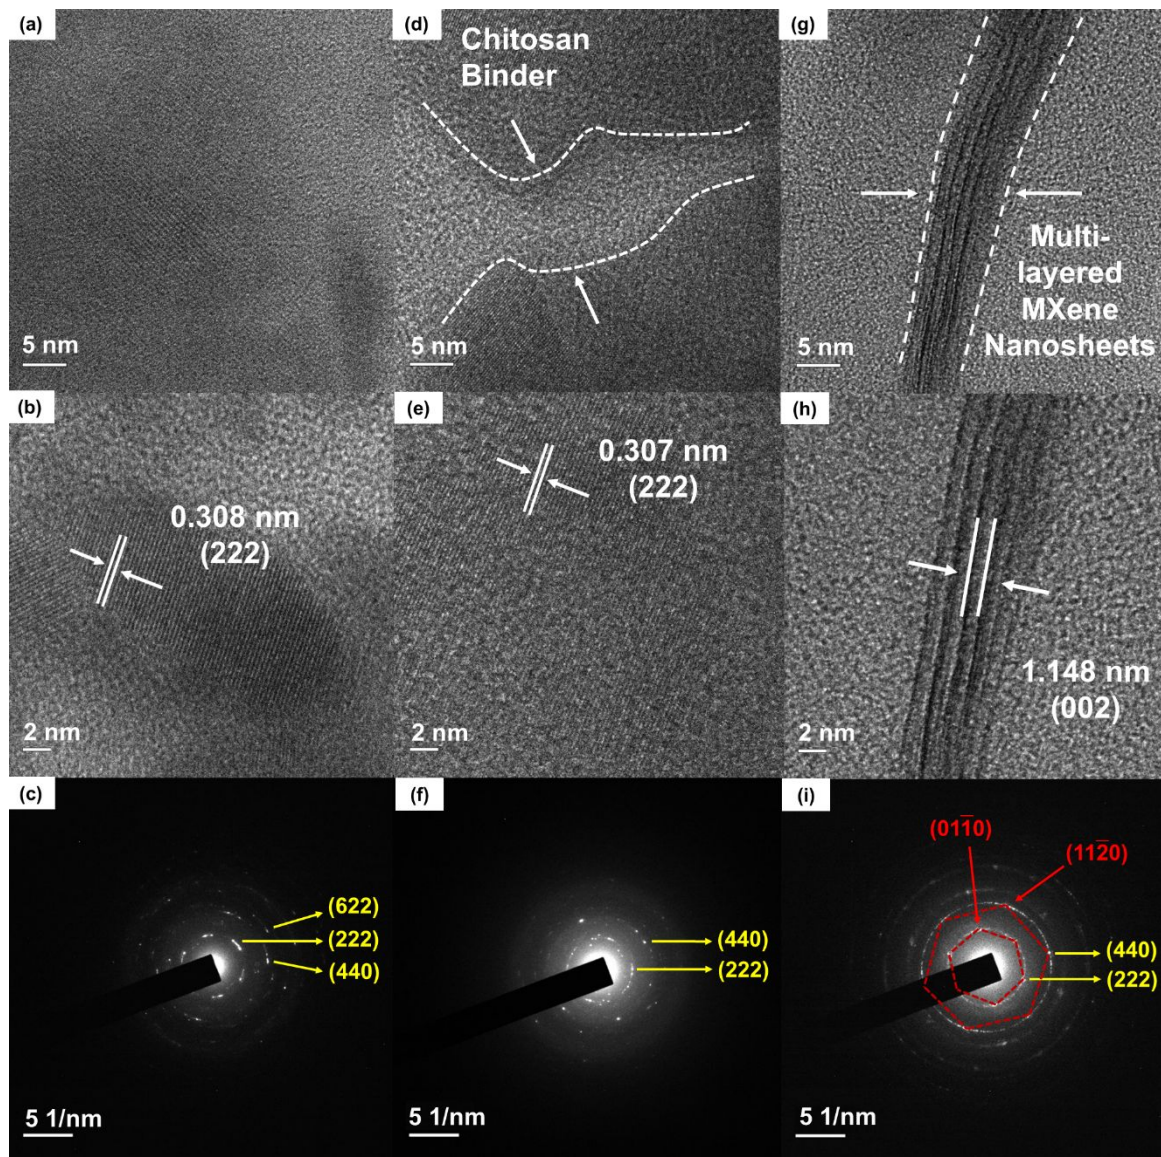 (a)
5 nm
(d)
Chitosan
Binder
5 nm
(g)
Multi-
layered
MXene
Nanosheets
5 nm
(b)
0.308 nm
(222)
2 nm
(e)
0.307 nm
(222)
2 nm
(h)
1.148 nm
(002)
2 nm
(c)
(622)
(222)
(440)
5 1/nm
(f)
(440)
(222)
5 1/nm
(i)
(011̅0)
(112̅0)
(440)
(222)
5 1/nm